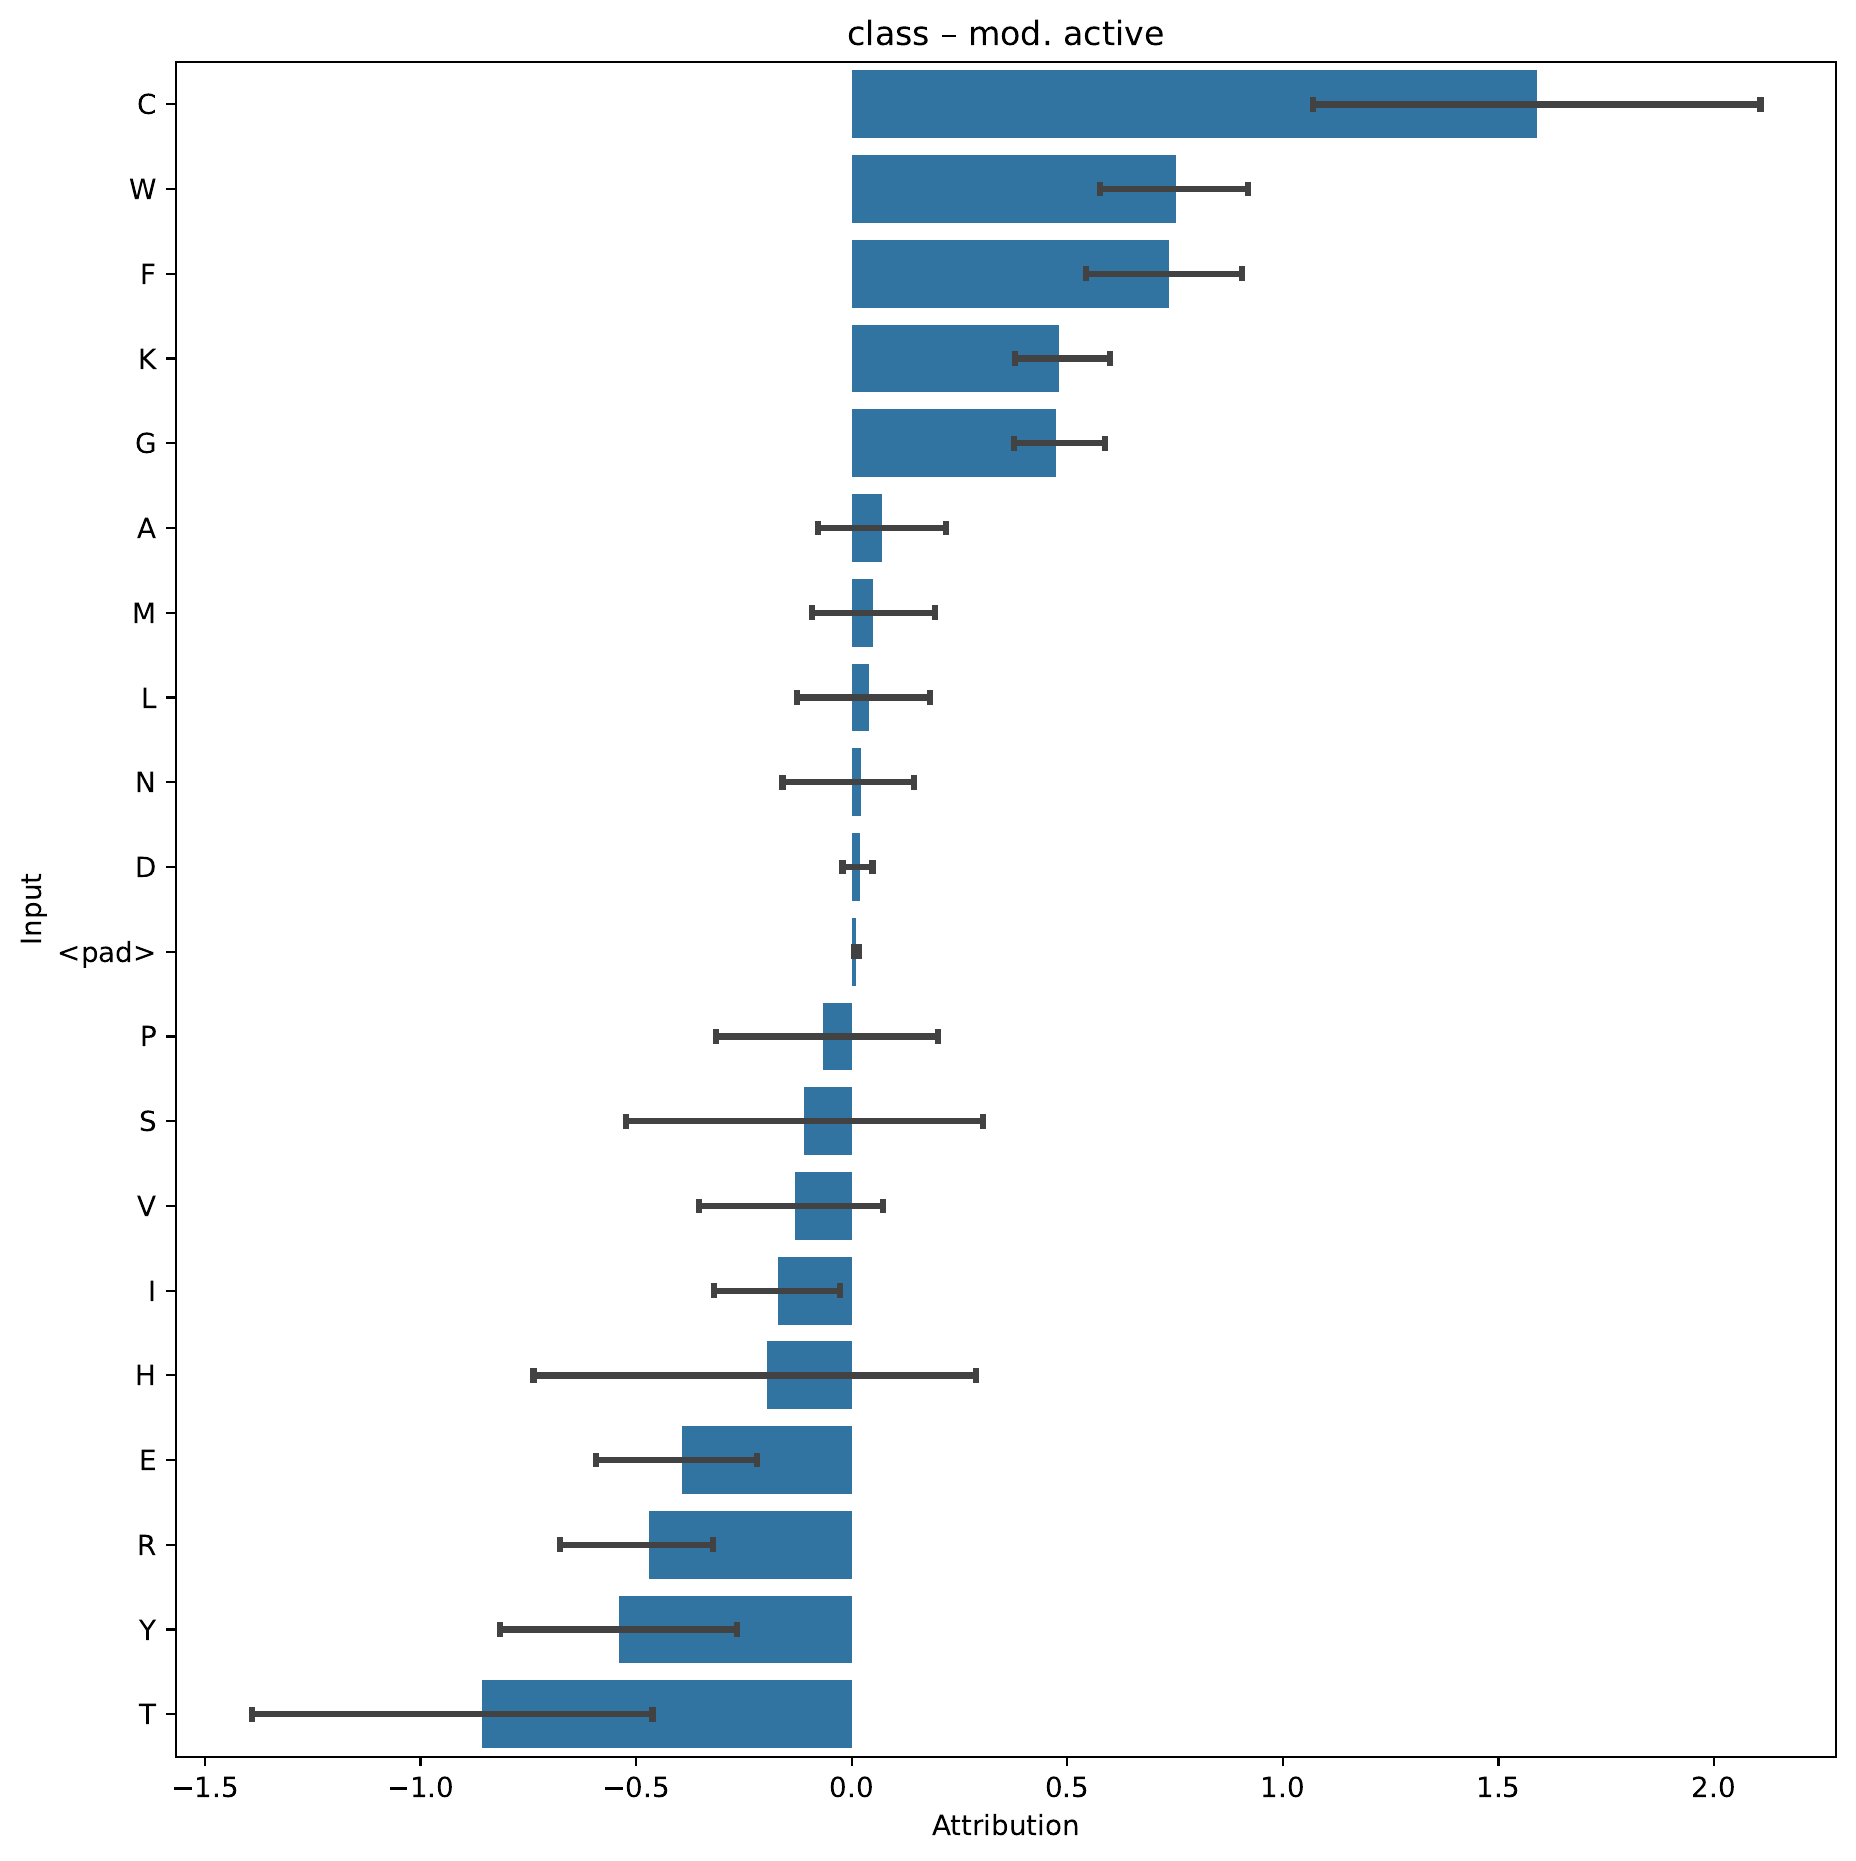 class – mod. active
C
W
F
K
G
A
M
L
N
D
<pad>
P
S
V
I
H
E
R
Y
T
Input
−1.5 −1.0 −0.5 0.0 0.5 1.0 1.5 2.0
Attribution